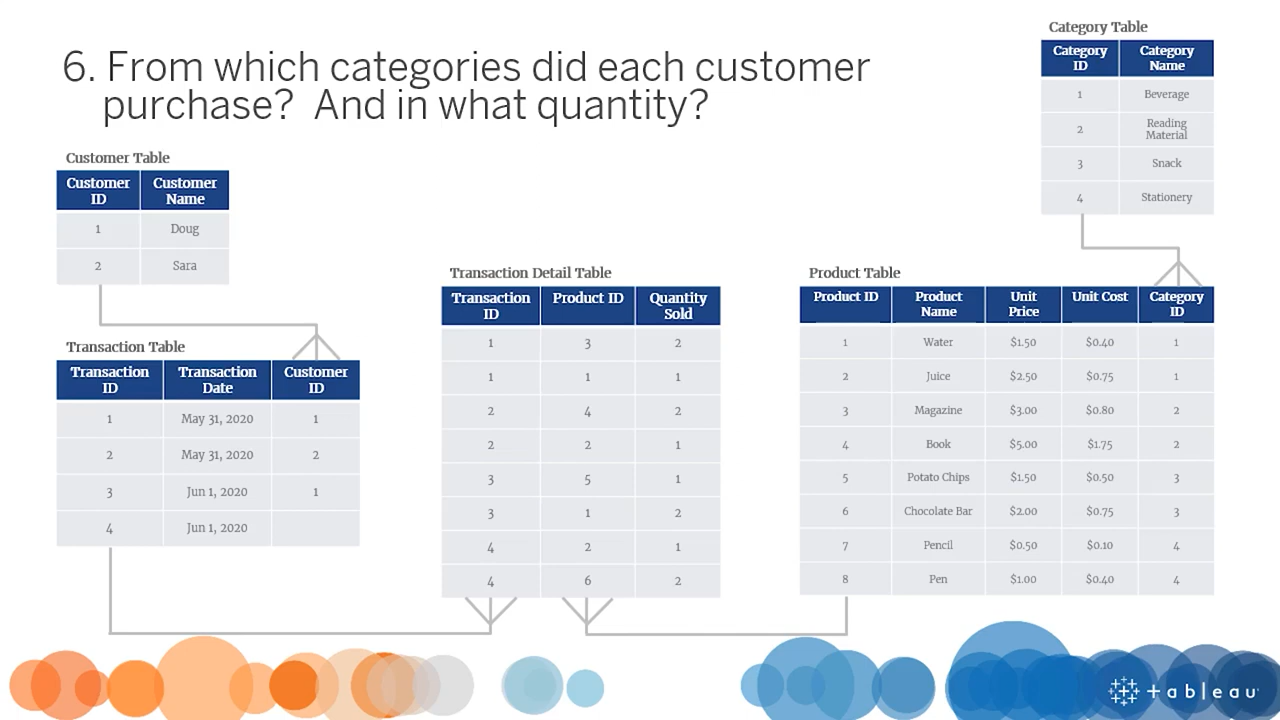 6. From which categories did each customer
purchase?  And in what quantity?
Category Table
Category ID	Category Name
1	Beverage
2	Reading Material
3	Snack
4	Stationery
Customer Table
Customer ID	Customer Name
1	Doug
2	Sara
Transaction Table
Transaction ID	Transaction Date	Customer ID
1	May 31, 2020	1
2	May 31, 2020	2
3	Jun 1, 2020	1
4	Jun 1, 2020
Transaction Detail Table
Transaction ID	Product ID	Quantity Sold
1	3	2
1	1	1
2	4	2
2	2	1
3	5	1
3	1	2
4	2	1
4	6	2
Product Table
Product ID	Product Name	Unit Price	Unit Cost	Category ID
1	Water	$1.50	$0.40	1
2	Juice	$2.50	$0.75	1
3	Magazine	$3.00	$0.80	2
4	Book	$5.00	$1.75	2
5	Potato Chips	$1.50	$0.50	3
6	Chocolate Bar	$2.00	$0.75	3
7	Pencil	$0.50	$0.10	4
8	Pen	$1.00	$0.40	4
tableau